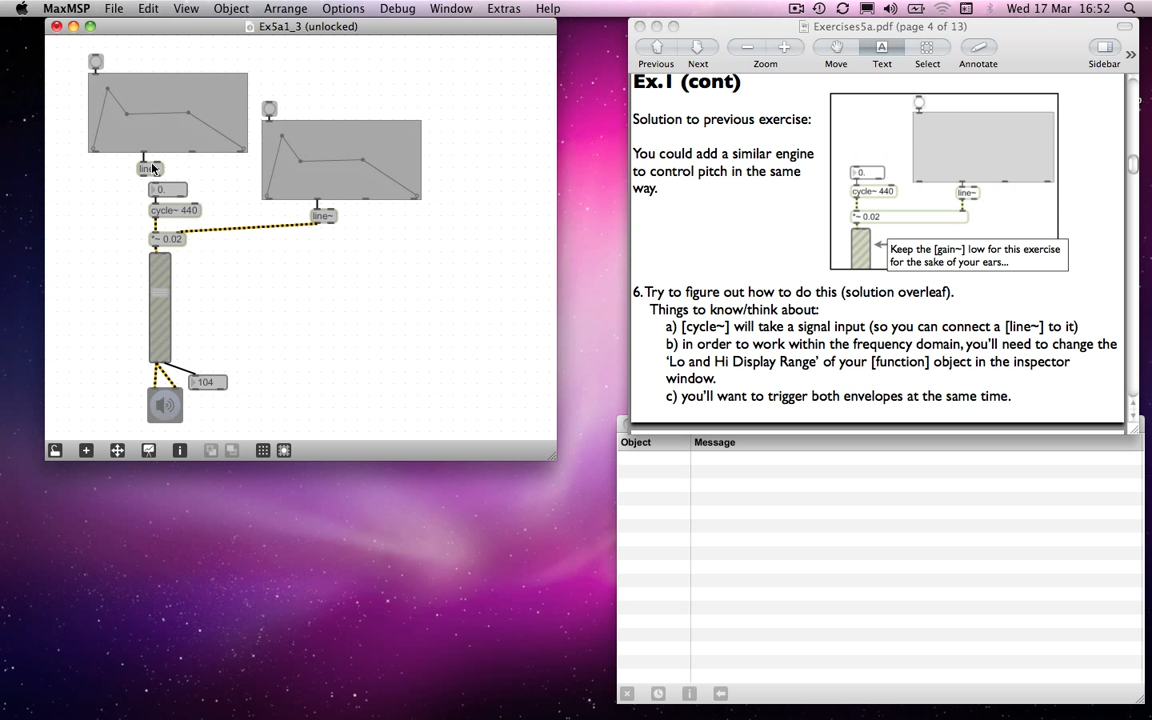 MaxMSP File Edit View Object Arrange Options Debug Window Extras Help Wed 17 Mar 16:52
Ex5a1_3 (unlocked)
0.
cycle~ 440
*~ 0.02
line~
104
Exercises5a.pdf (page 4 of 13)
Previous Next Zoom Move Text Select Annotate Sidebar
Ex.1 (cont)
Solution to previous exercise:
You could add a similar engine
to control pitch in the same
way.
0.
cycle~ 440
line~
*~ 0.02
Keep the [gain~] low for this exercise
for the sake of your ears...
6. Try to figure out how to do this (solution overleaf).
Things to know/think about:
a) [cycle~] will take a signal input (so you can connect a [line~] to it)
b) in order to work within the frequency domain, you'll need to change the
'Lo and Hi Display Range' of your [function] object in the inspector
window.
c) you'll want to trigger both envelopes at the same time.
Object Message